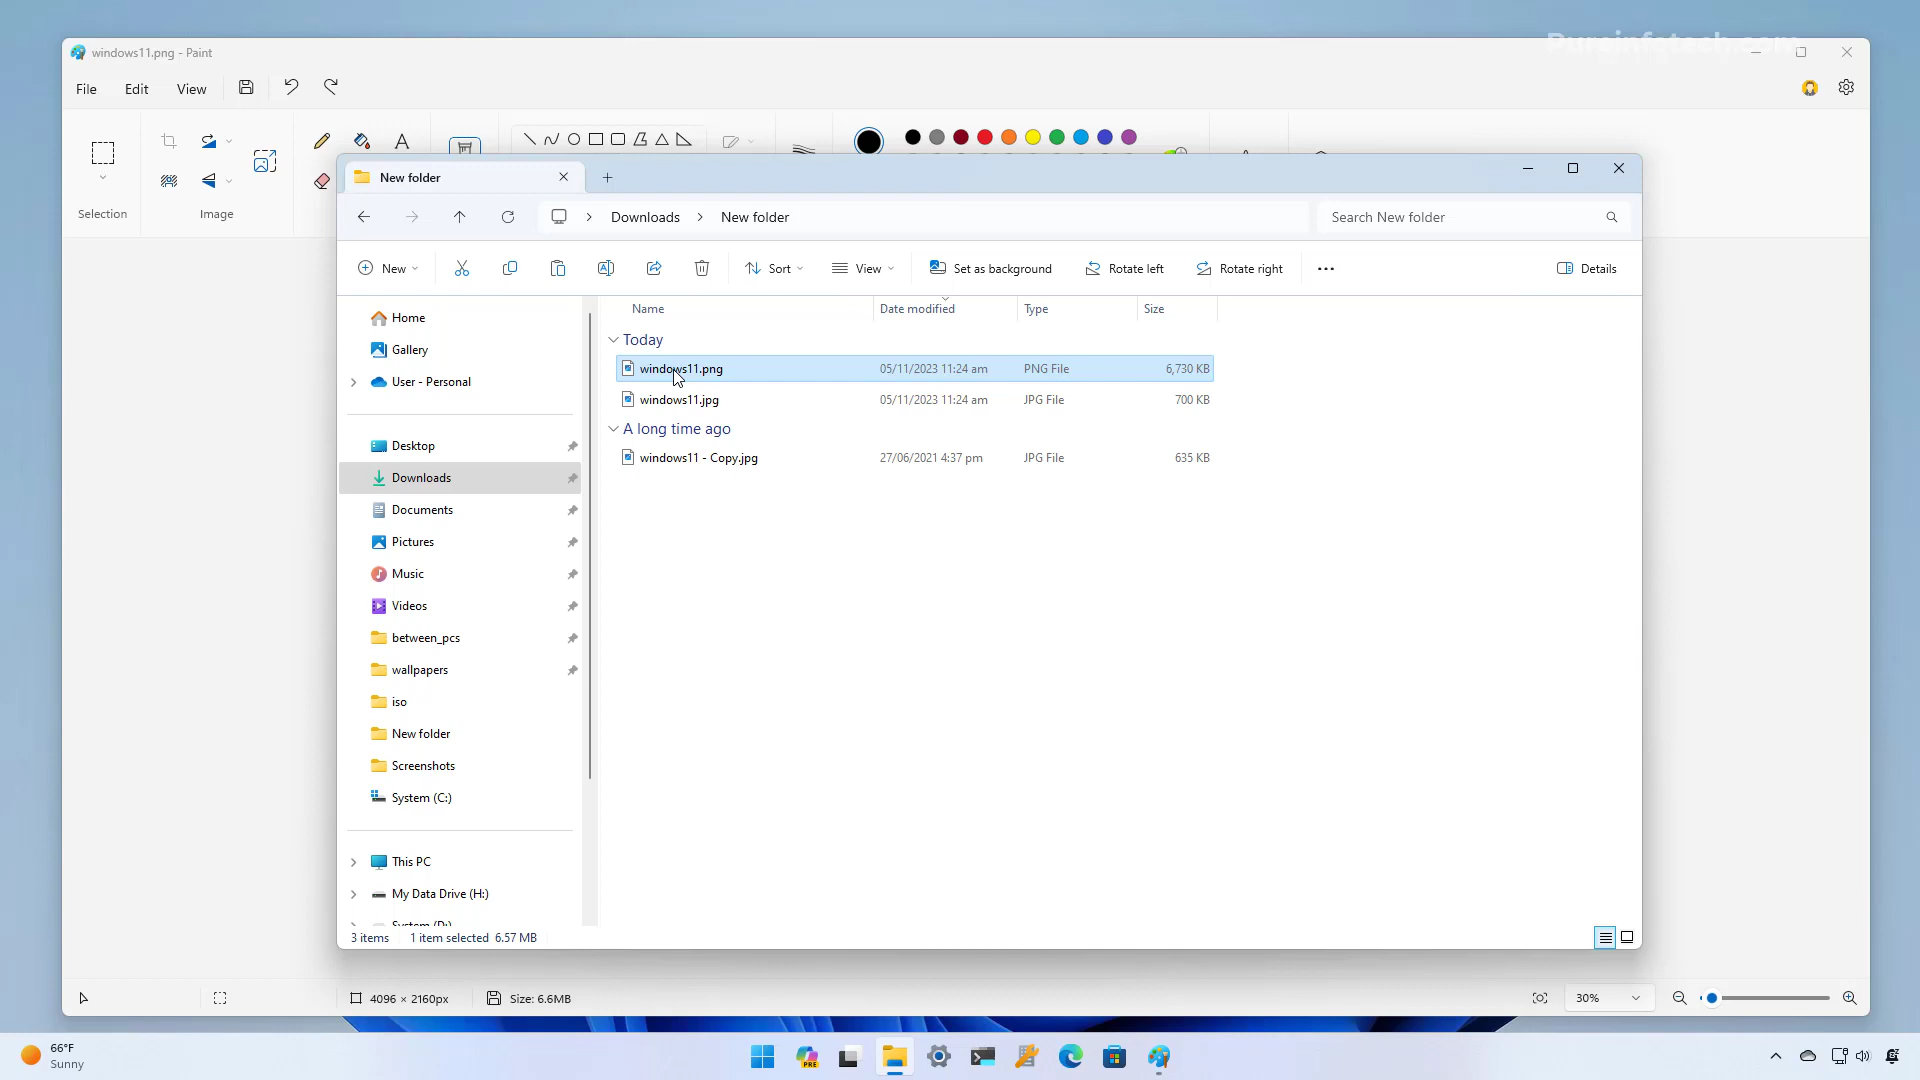 Pureinfotech.com
windows11.png - Paint
File Edit View
Selection
Image
New folder
Downloads New folder
Search New folder
New Sort View Set as background Rotate left Rotate right ••• Details
Name Date modified Type Size
Today
windows11.png 05/11/2023 11:24 am PNG File 6,730 KB
windows11.jpg 05/11/2023 11:24 am JPG File 700 KB
A long time ago
windows11 - Copy.jpg 27/06/2021 4:37 pm JPG File 635 KB
Home
Gallery
User - Personal
Desktop
Downloads
Documents
Pictures
Music
Videos
between_pcs
wallpapers
iso
New folder
Screenshots
System (C:)
This PC
My Data Drive (H:)
System (D:)
3 items 1 item selected 6.57 MB
4096 × 2160px Size: 6.6MB 30%
66°F
Sunny
PRE